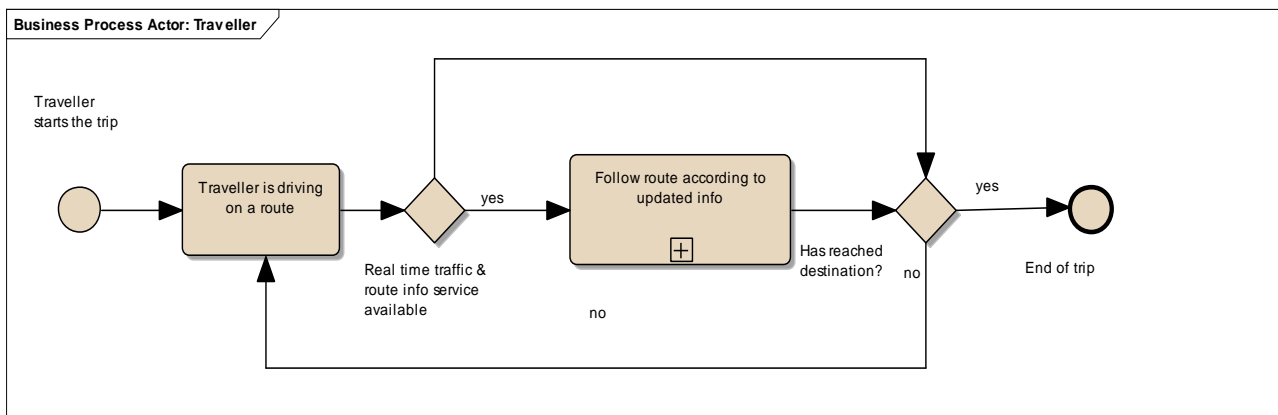 Business Process Actor: Traveller
Traveller
starts the trip
Traveller is driving
on a route
Real time traffic &
route info service
available
yes
Follow route according to
updated info
no
Has reached
destination?
no
yes
End of trip